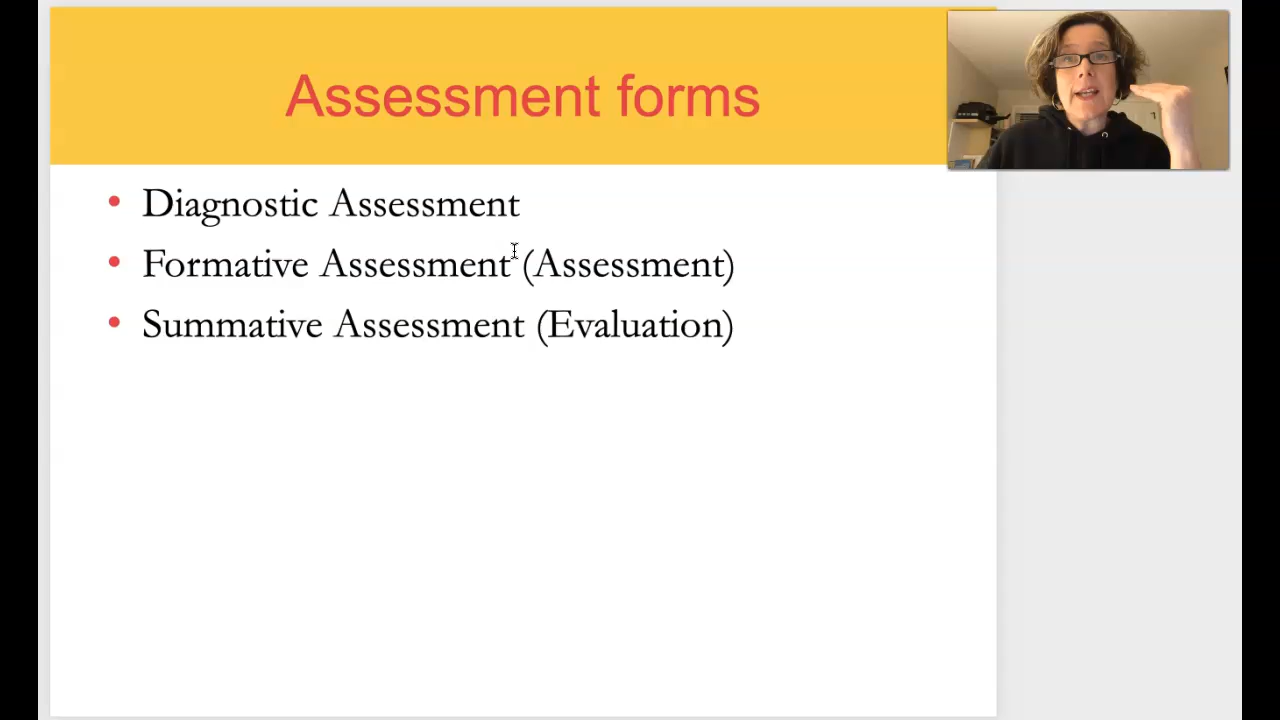 Assessment forms
• Diagnostic Assessment
• Formative Assessment (Assessment)
• Summative Assessment (Evaluation)